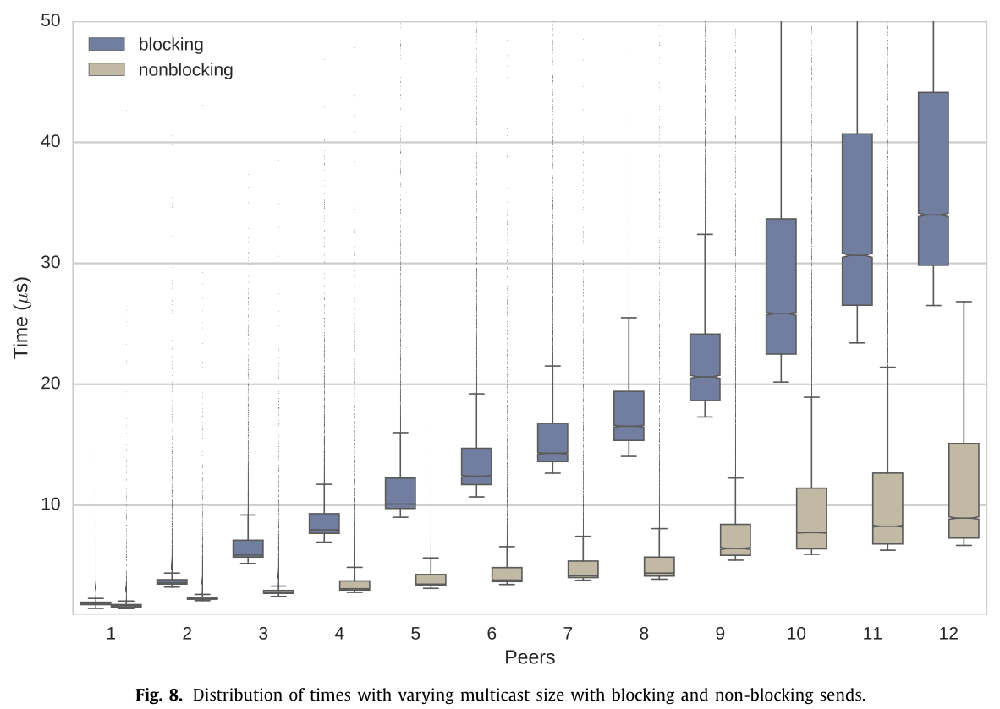 50
blocking
nonblocking
40
30
20
10
Time (μs)
1 2 3 4 5 6 7 8 9 10 11 12
Peers
Fig. 8. Distribution of times with varying multicast size with blocking and non-blocking sends.